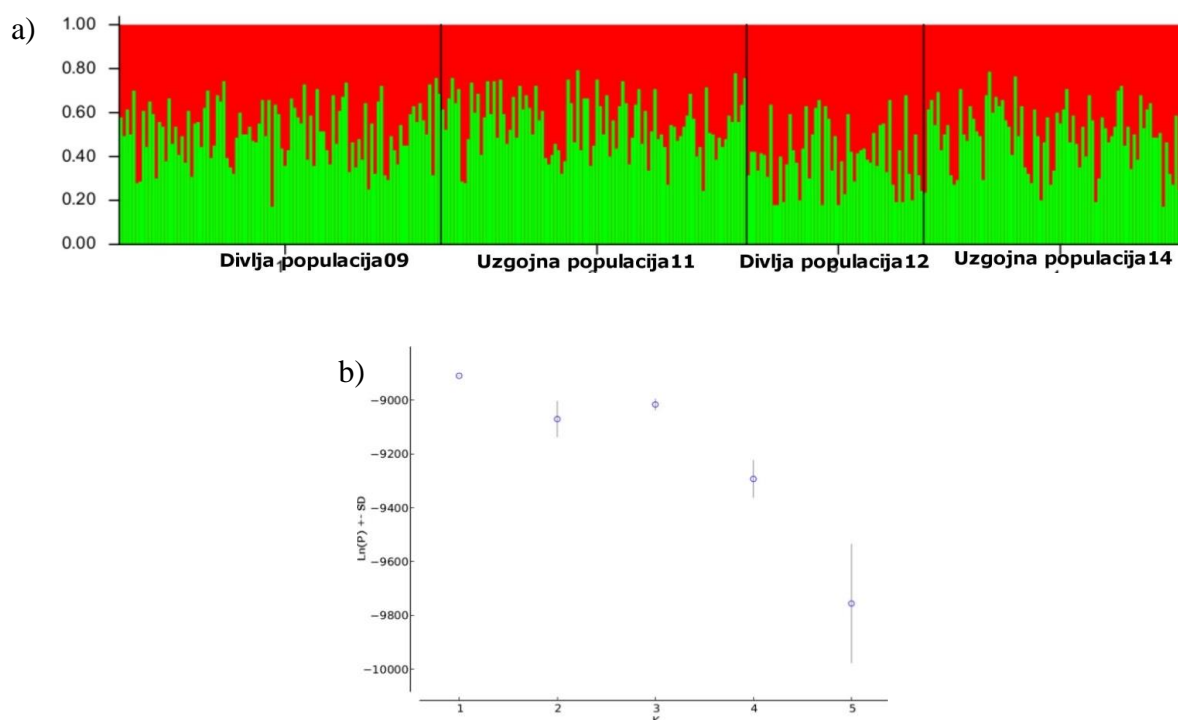 a)
1.00
0.80
0.60
0.40
0.20
0.00
Divlja populacija09 Uzgojna populacija11 Divlja populacija12 Uzgojna populacija14
b)
Ln(P) +- SD
−9000
−9200
−9400
−9600
−9800
−10000
1 2 3 4 5
K